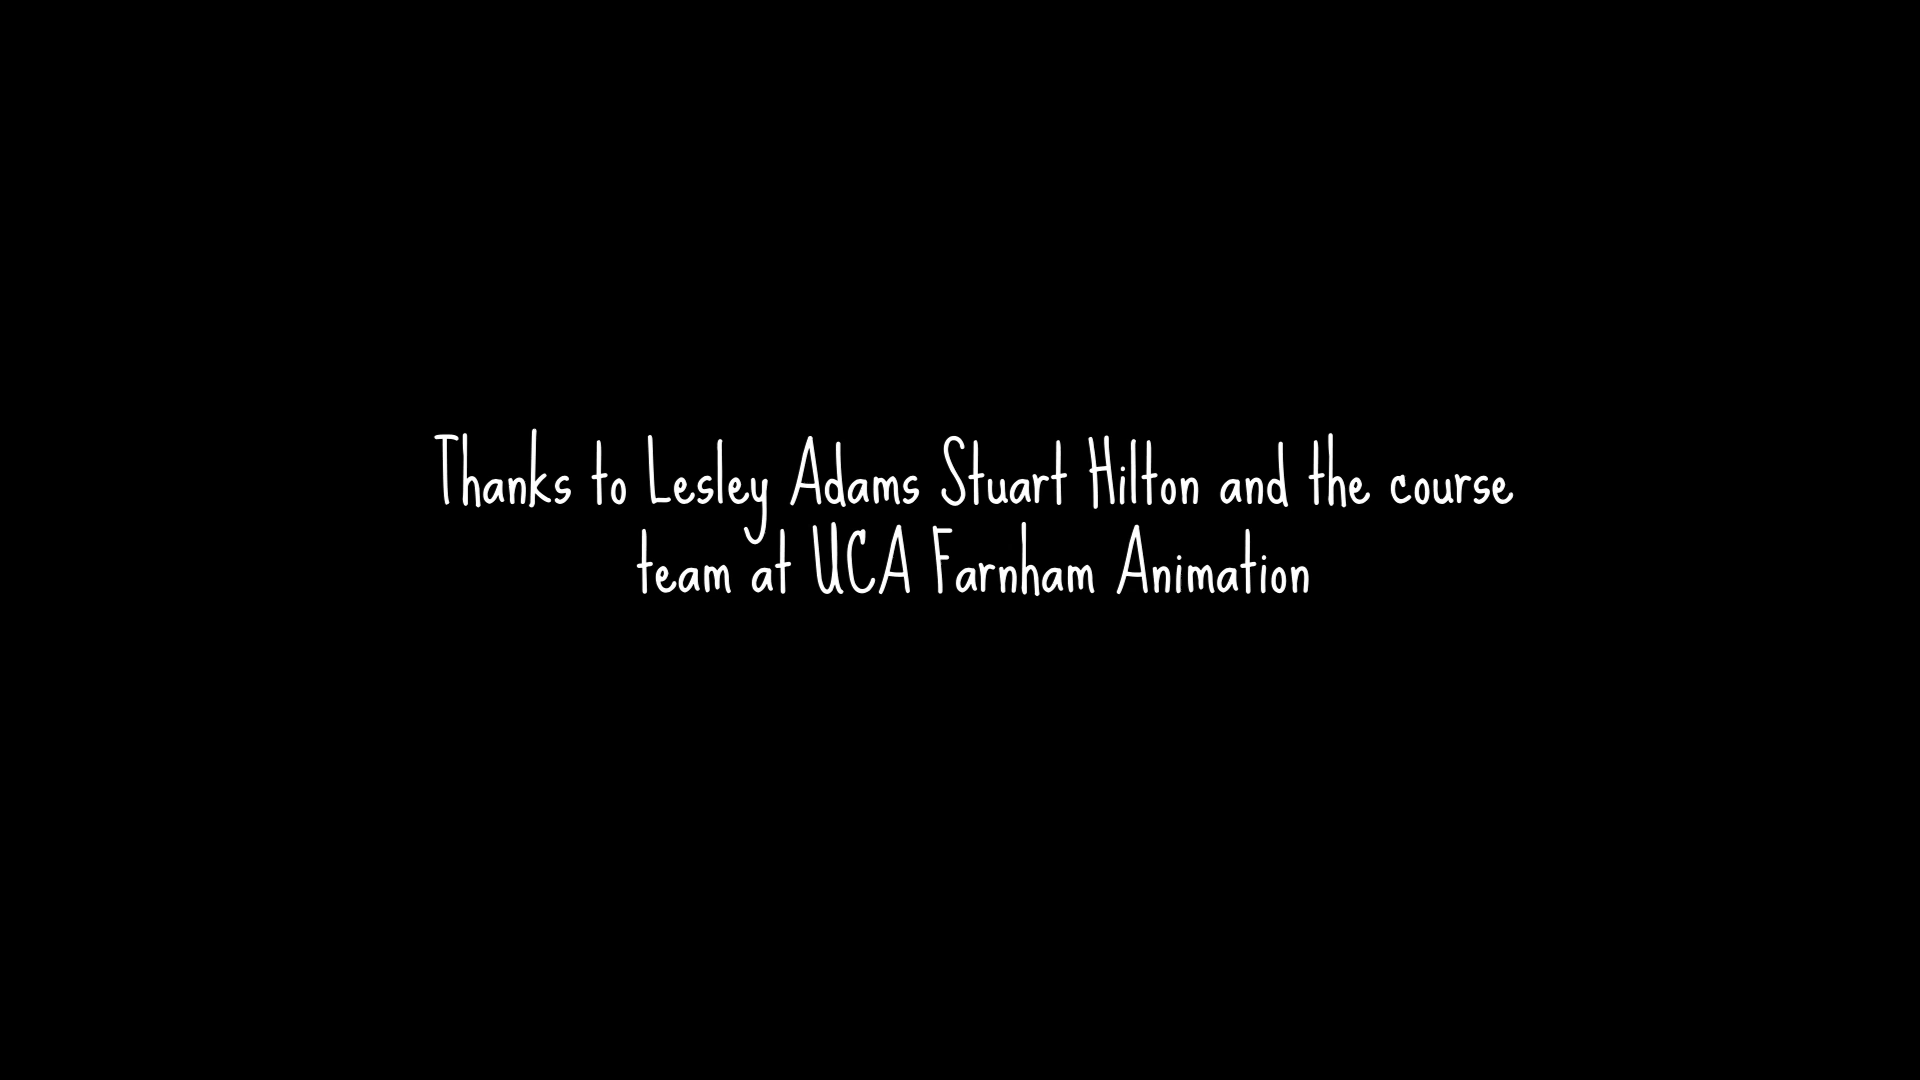 Thanks to Lesley Adams Stuart Hilton and the course
team at UCA Farnham Animation